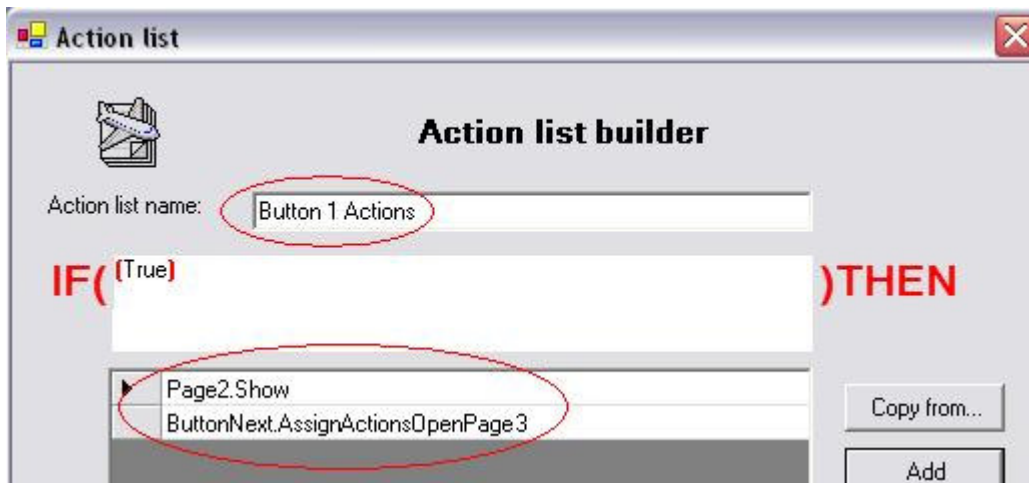 Action list
Action list builder
Action list name: Button 1 Actions
IF( (True) )THEN
Page2.Show
ButtonNext.AssignActionsOpenPage3
Copy from...
Add